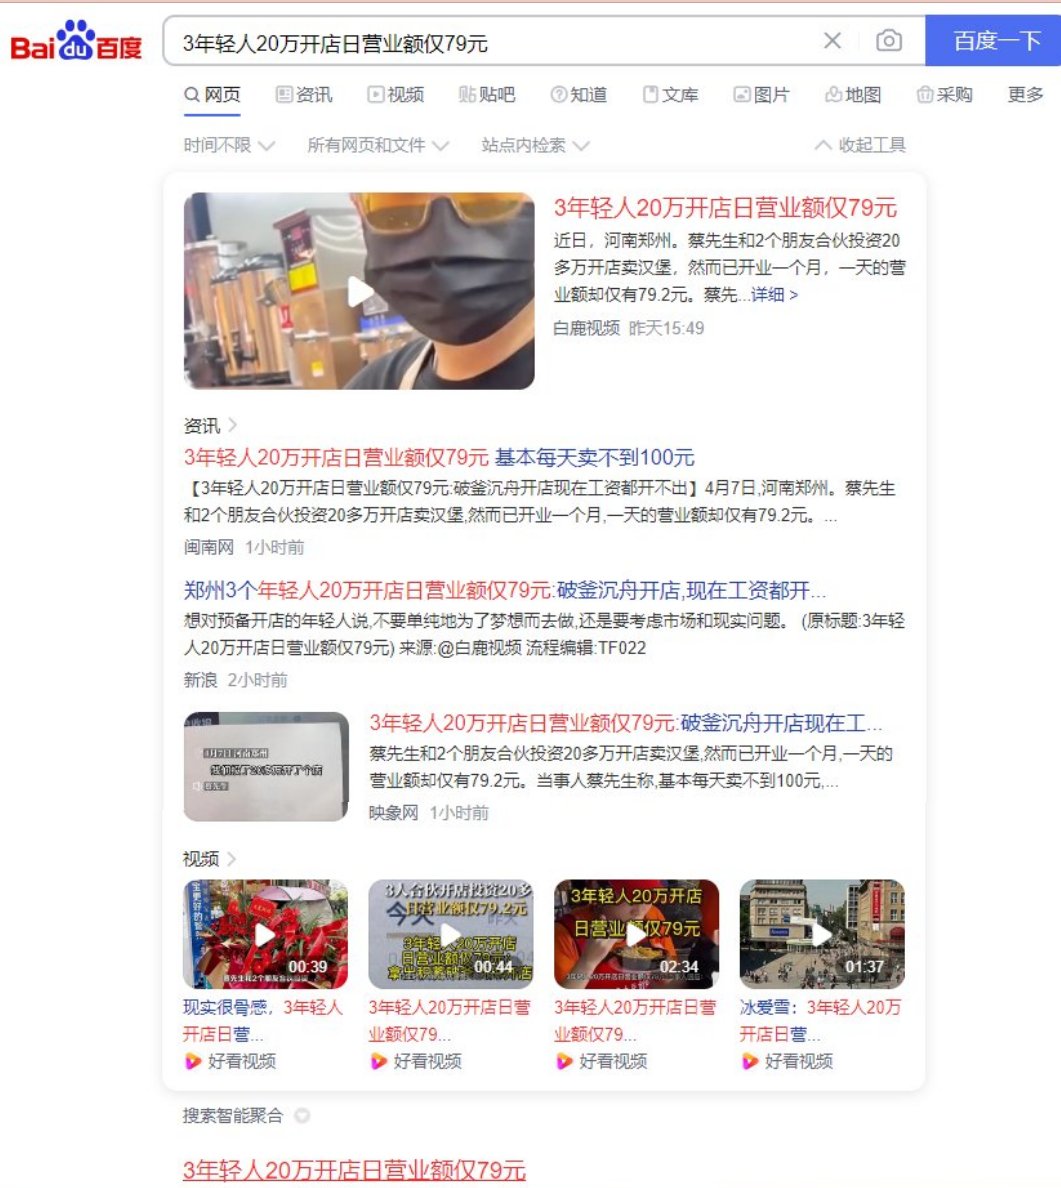 Bai du 百度
3年轻人20万开店日营业额仅79元
百度一下
网页 资讯 视频 贴吧 知道 文库 图片 地图 采购 更多
时间不限 所有网页和文件 站点内检索 收起工具
3年轻人20万开店日营业额仅79元
近日，河南郑州。蔡先生和2个朋友合伙投资20
多万开店卖汉堡，然而已开业一个月，一天的营
业额却仅有79.2元。蔡先...详细 >
白鹿视频 昨天15:49
资讯
3年轻人20万开店日营业额仅79元 基本每天卖不到100元
【3年轻人20万开店日营业额仅79元:破釜沉舟开店现在工资都开不出】4月7日,河南郑州。蔡先生
和2个朋友合伙投资20多万开店卖汉堡,然而已开业一个月,一天的营业额却仅有79.2元。...
闽南网 1小时前
郑州3个年轻人20万开店日营业额仅79元:破釜沉舟开店,现在工资都开...
想对预备开店的年轻人说,不要单纯地为了梦想而去做,还是要考虑市场和现实问题。 (原标题:3年轻
人20万开店日营业额仅79元) 来源:@白鹿视频 流程编辑:TF022
新浪 2小时前
我们投了20多万开了个店
蔡先生
3年轻人20万开店日营业额仅79元:破釜沉舟开店现在工...
蔡先生和2个朋友合伙投资20多万开店卖汉堡,然而已开业一个月,一天的
营业额却仅有79.2元。当事人蔡先生称,基本每天卖不到100元,...
映象网 1小时前
视频
00:39
3人合伙开店投资20多
日营业额仅79.2元
今天
3年轻人20万开店
00:44
3年轻人20万开店
日营业额仅79元
02:34
01:37
现实很骨感，3年轻人
开店日营...
好看视频
3年轻人20万开店日营
业额仅79...
好看视频
3年轻人20万开店日营
业额仅79...
好看视频
冰爱雪：3年轻人20万
开店日营...
好看视频
搜索智能聚合
3年轻人20万开店日营业额仅79元